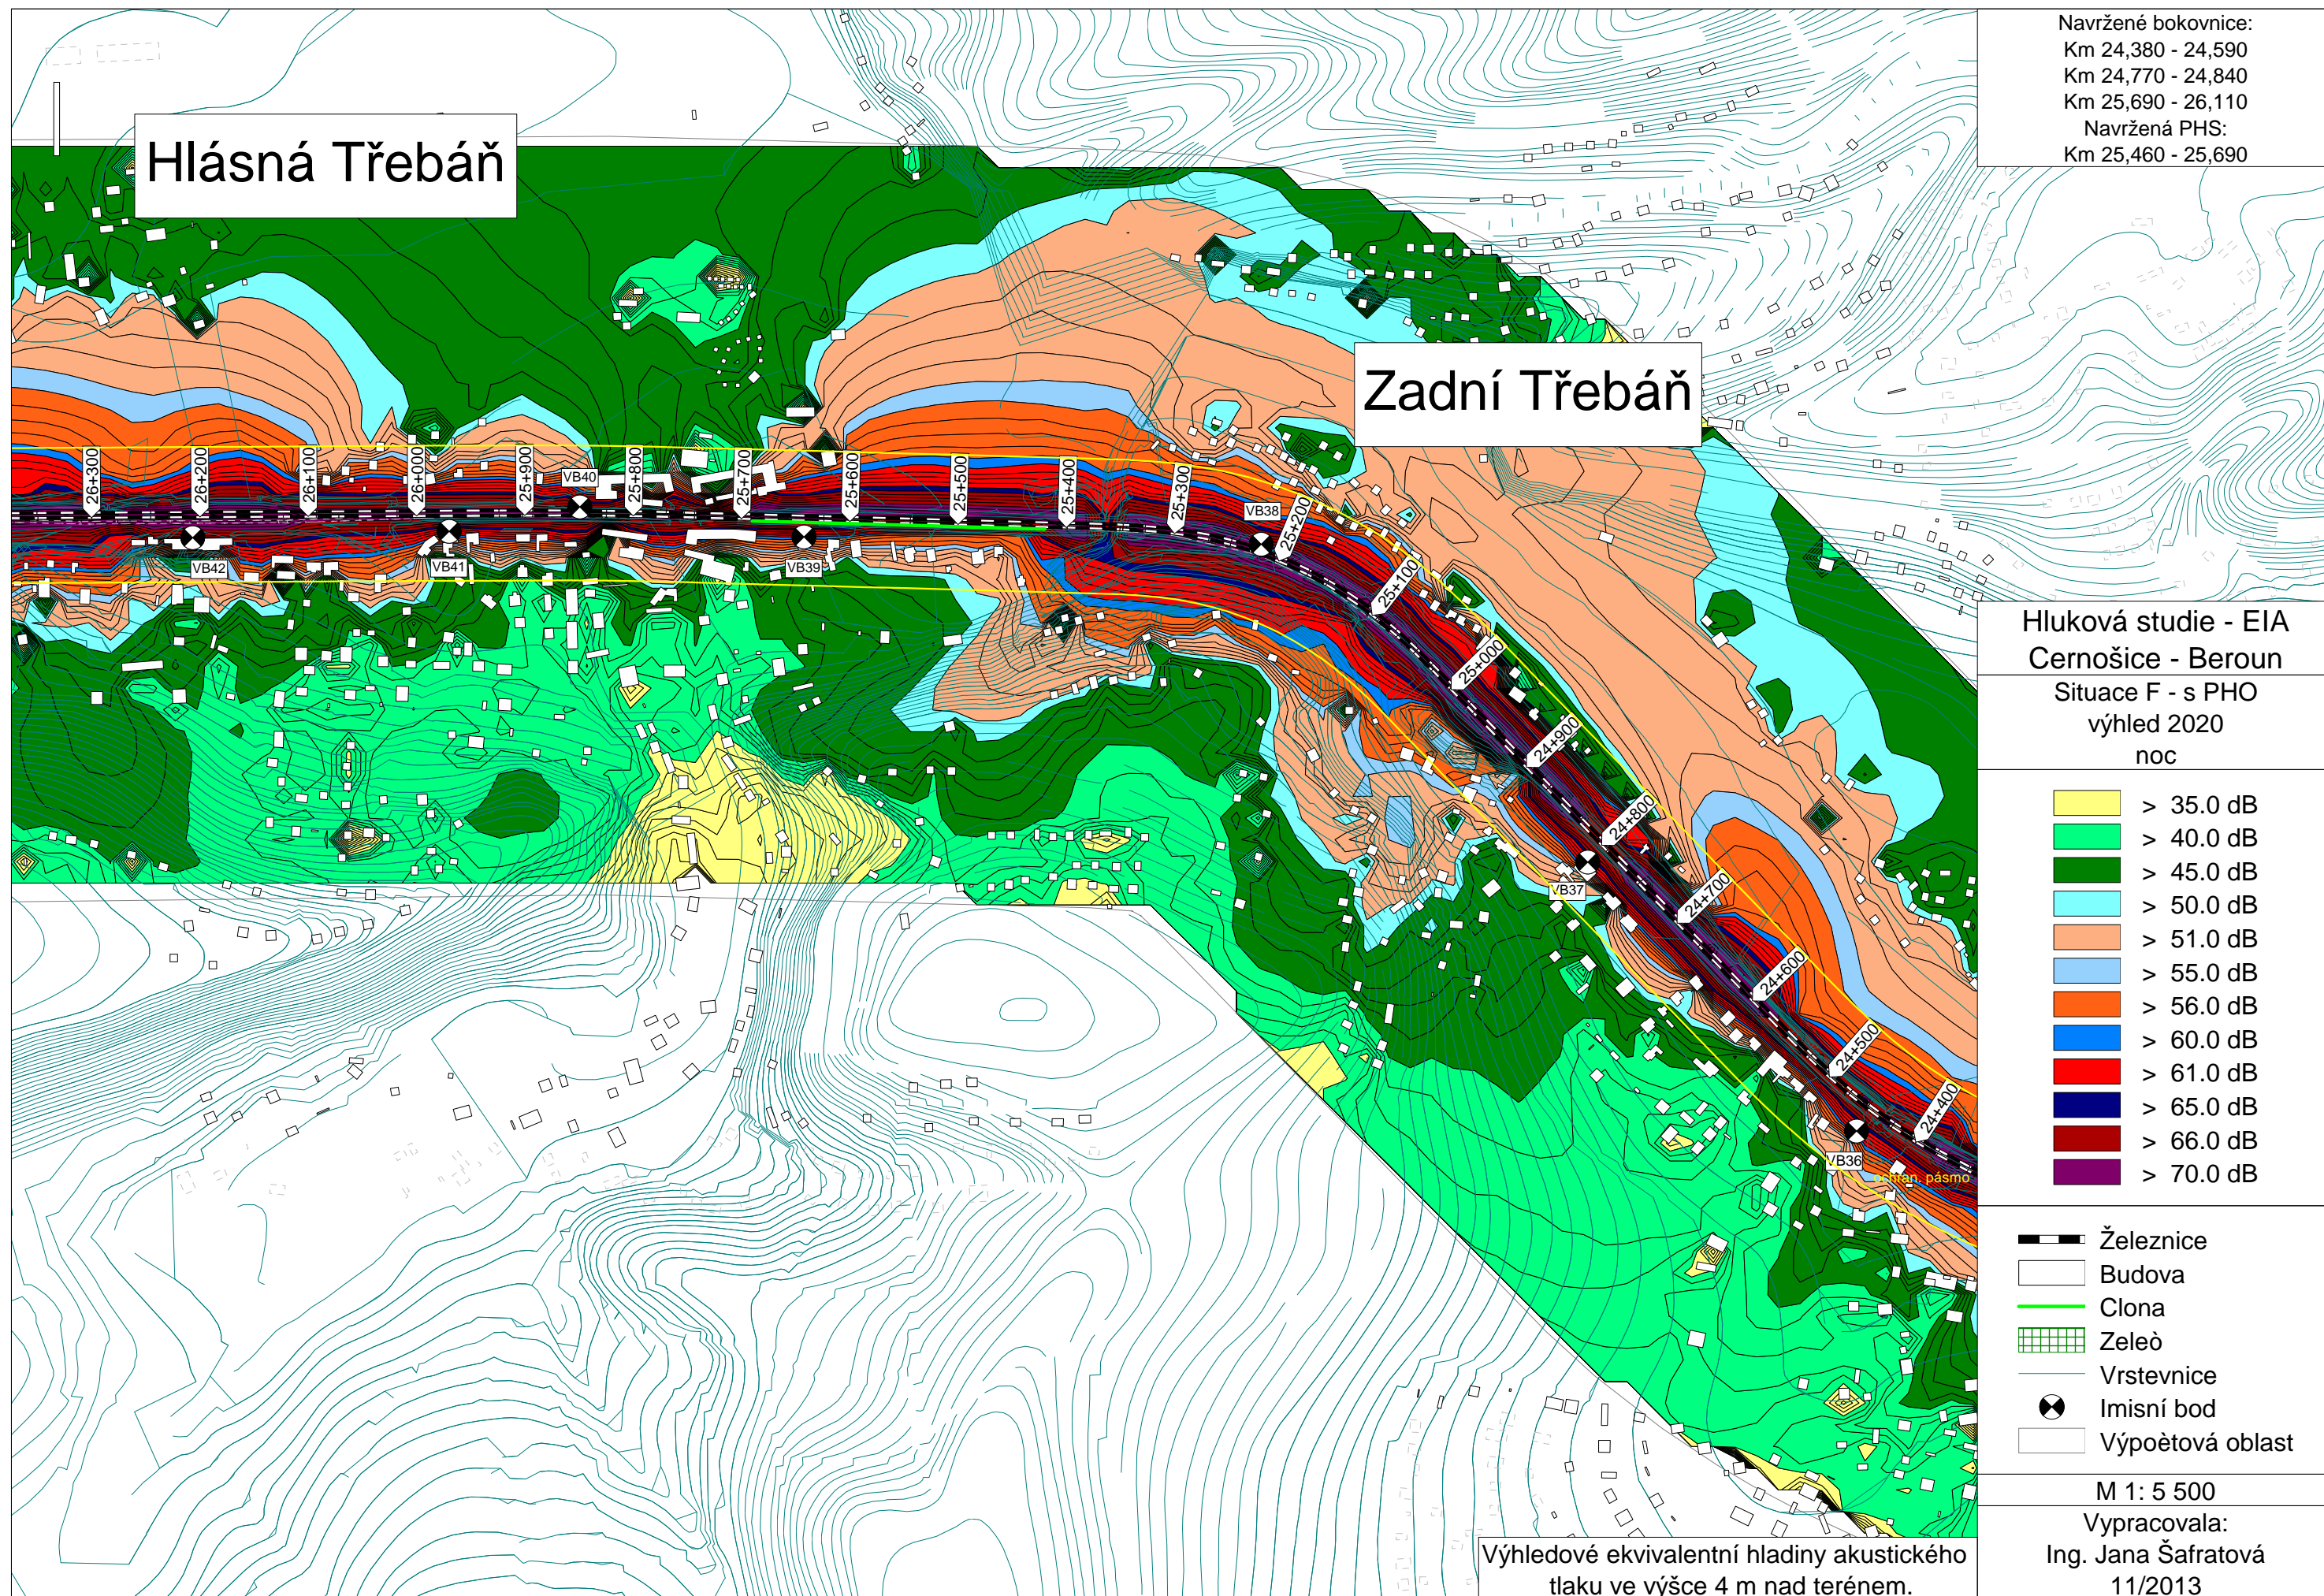 Navržené bokovnice:
Km 24,380 - 24,590
Km 24,770 - 24,840
Km 25,690 - 26,110
Navržená PHS:
Km 25,460 - 25,690
Hlásná Třebáň
Zadní Třebáň
26+300
26+200
26+100
26+000
25+900
25+800
25+700
25+600
25+500
25+400
25+300
25+200
25+100
25+000
24+900
24+800
24+700
24+600
24+500
24+400
VB40
VB38
VB42
VB41
VB39
VB37
VB36
ochran. pásmo
Hluková studie - EIA
Cernošice - Beroun
Situace F - s PHO
výhled 2020
noc
> 35.0 dB
> 40.0 dB
> 45.0 dB
> 50.0 dB
> 51.0 dB
> 55.0 dB
> 56.0 dB
> 60.0 dB
> 61.0 dB
> 65.0 dB
> 66.0 dB
> 70.0 dB
Železnice
Budova
Clona
Zeleò
Vrstevnice
Imisní bod
Výpoètová oblast
M 1: 5 500
Vypracovala:
Ing. Jana Šafratová
11/2013
Výhledové ekvivalentní hladiny akustického
tlaku ve výšce 4 m nad terénem.